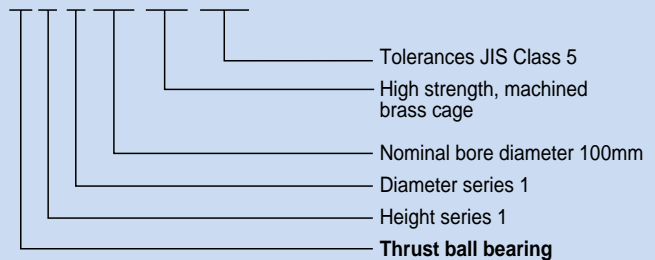 Tolerances JIS Class 5
High strength, machined
brass cage
Nominal bore diameter 100mm
Diameter series 1
Height series 1
Thrust ball bearing